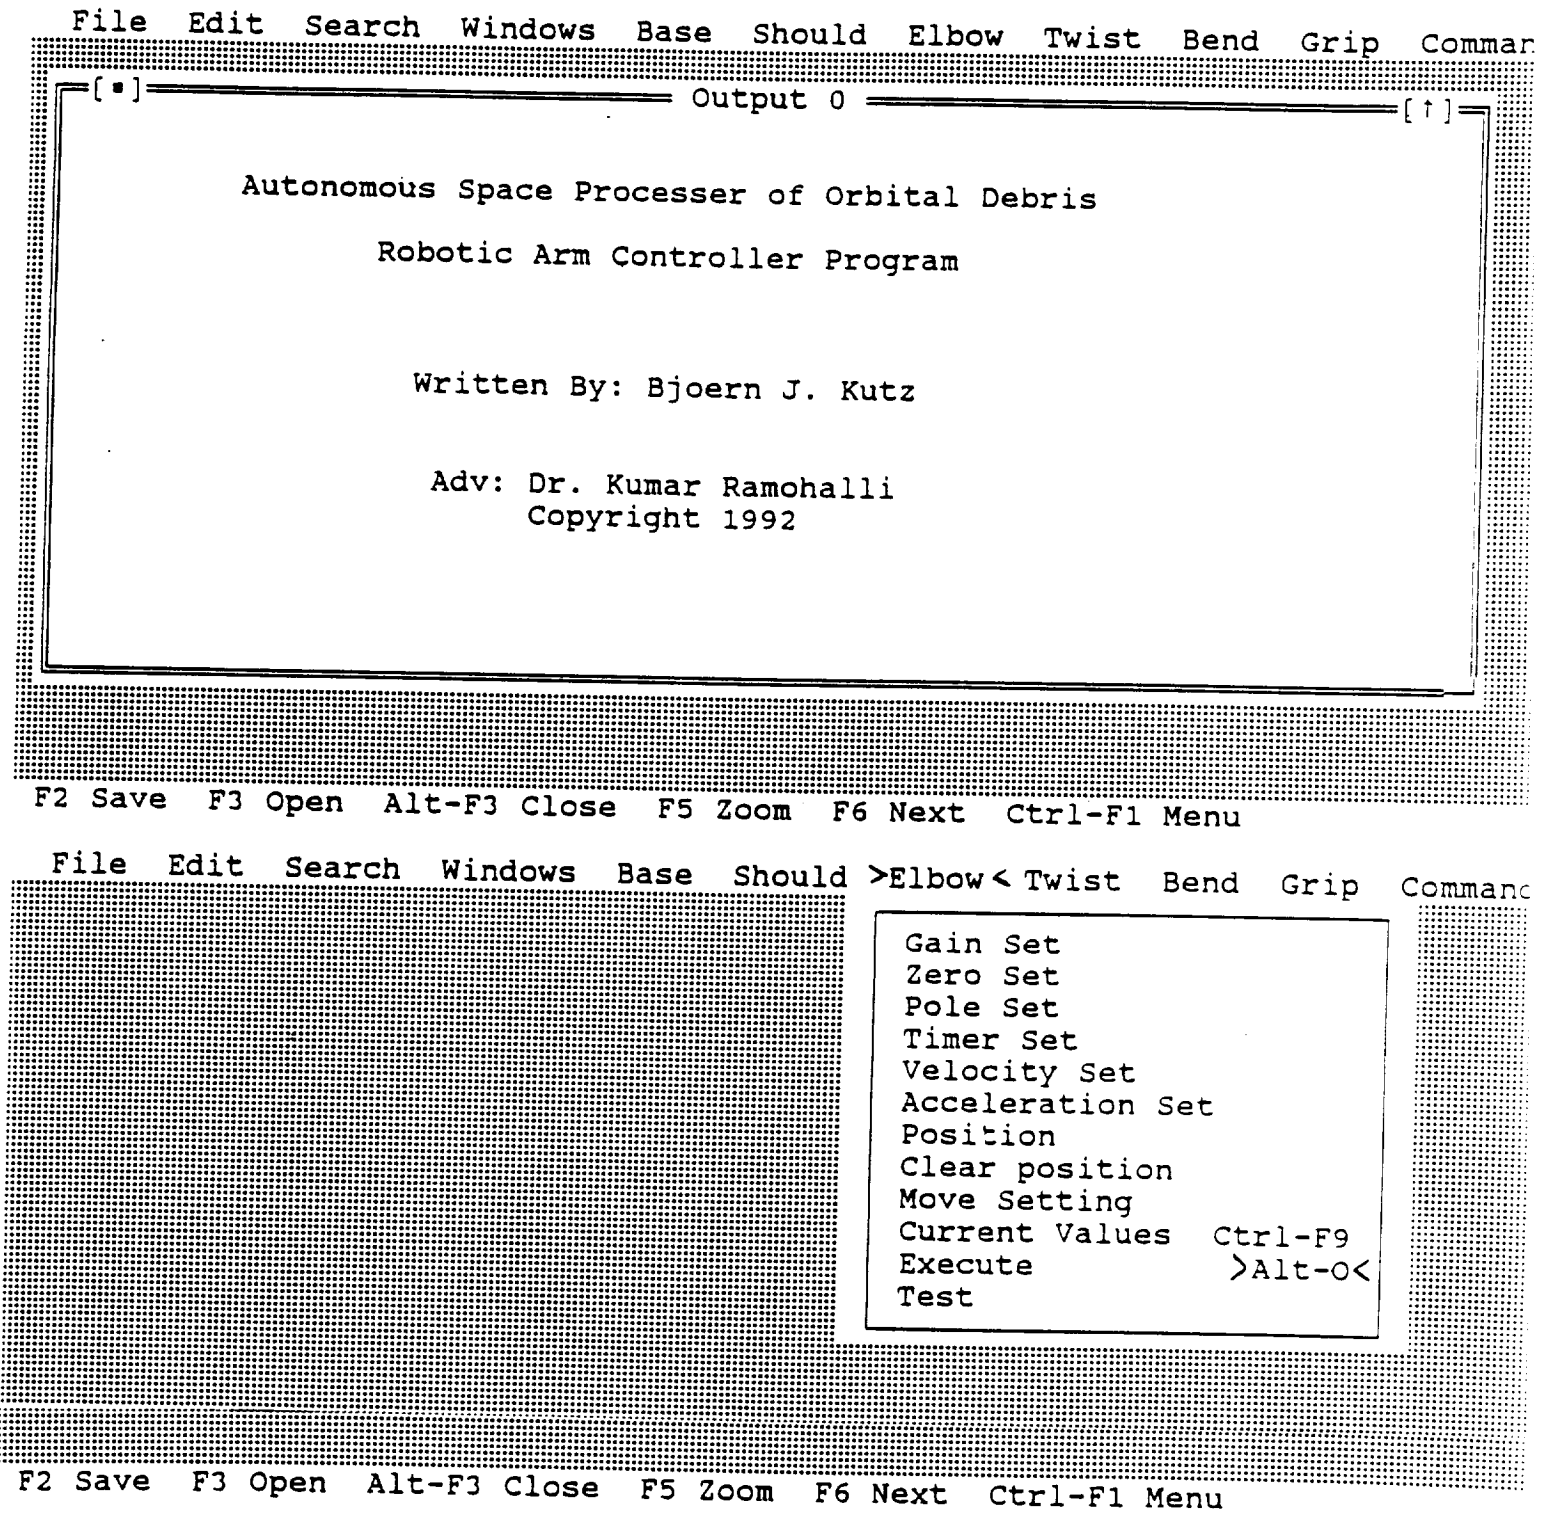 File Edit Search Windows Base Should Elbow Twist Bend Grip Comman
[▪] Output 0 [↑]
Autonomous Space Processer of Orbital Debris
Robotic Arm Controller Program
Written By: Bjoern J. Kutz
Adv: Dr. Kumar Ramohalli
Copyright 1992
F2 Save F3 Open Alt-F3 Close F5 Zoom F6 Next Ctrl-F1 Menu
File Edit Search Windows Base Should >Elbow< Twist Bend Grip Command
Gain Set
Zero Set
Pole Set
Timer Set
Velocity Set
Acceleration Set
Position
Clear position
Move Setting
Current Values Ctrl-F9
Execute >Alt-O<
Test
F2 Save F3 Open Alt-F3 Close F5 Zoom F6 Next Ctrl-F1 Menu